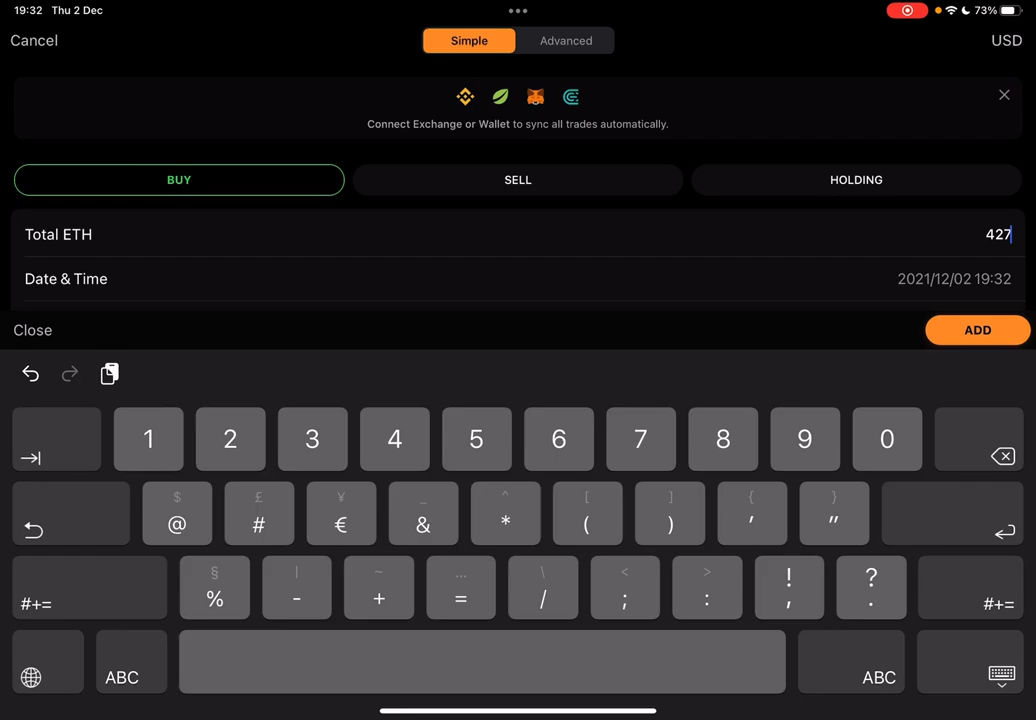 19:32 Thu 2 Dec 73%
Cancel Simple Advanced USD
Connect Exchange or Wallet to sync all trades automatically.
BUY SELL HOLDING
Total ETH 427
Date & Time 2021/12/02 19:32
Close ADD
1 2 3 4 5 6 7 8 9 0
$ £ ¥ _ ^ [ ] { }
@ # € & * ( ) ' "
§ | ~ … \ < > ! ?
#+= % - + = / ; : , . #+=
ABC ABC